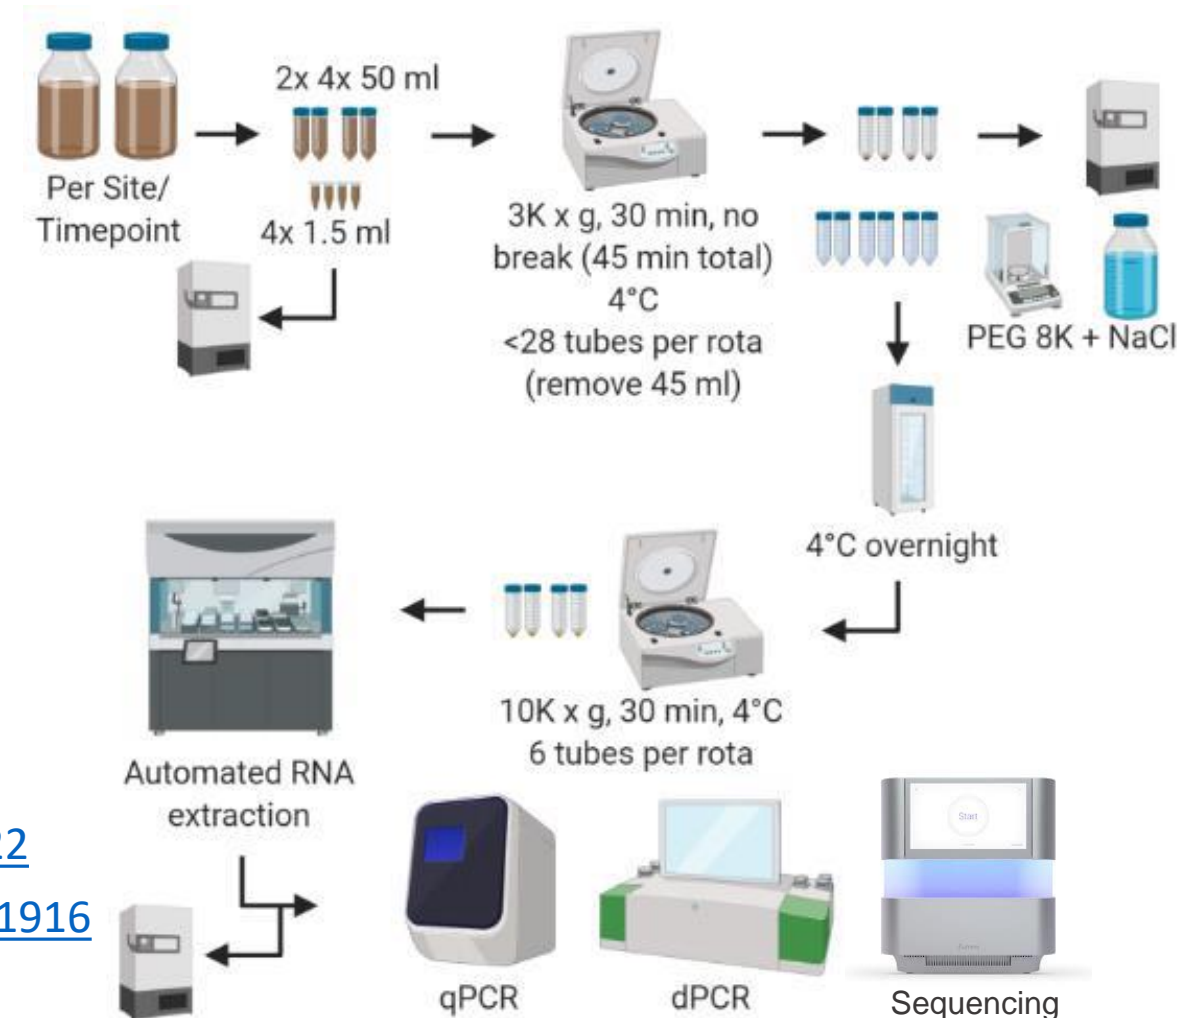 2x 4x 50 ml
Per Site/
Timepoint
4x 1.5 ml
3K x g, 30 min, no
break (45 min total)
4°C
<28 tubes per rota
(remove 45 ml)
PEG 8K + NaCl
4°C overnight
10K x g, 30 min, 4°C
6 tubes per rota
Automated RNA
extraction
22
1916
Start
qPCR
dPCR
Sequencing